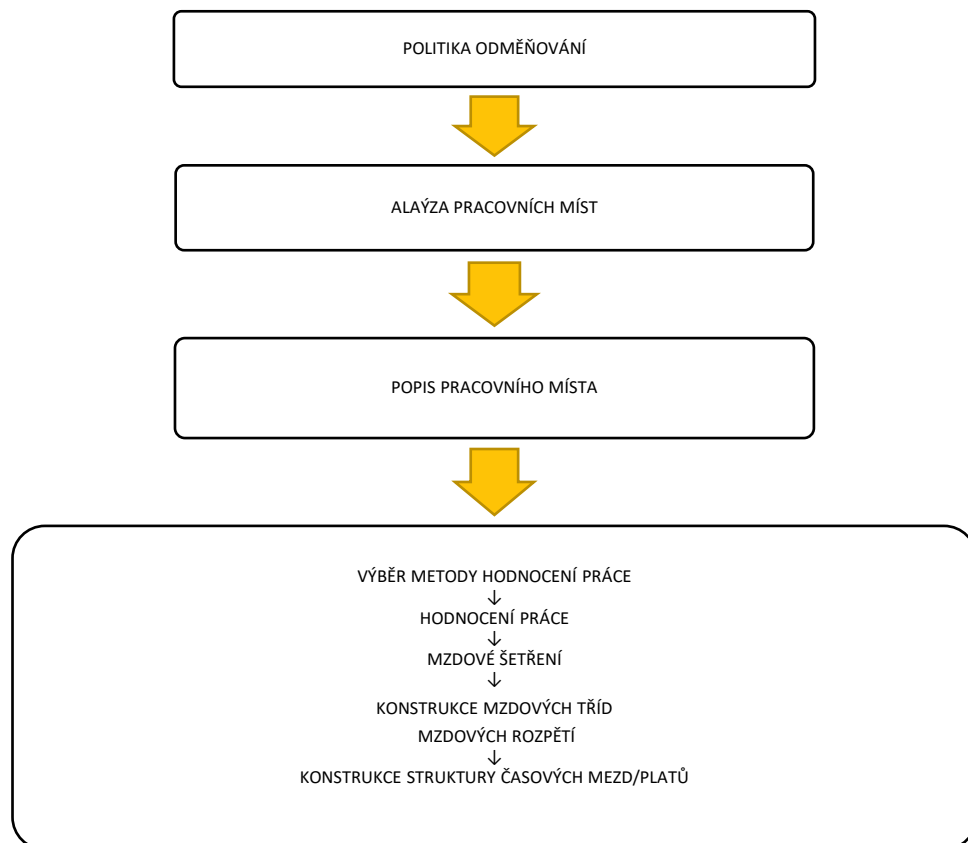 POLITIKA ODMĚŇOVÁNÍ
ALAÝZA PRACOVNÍCH MÍST
POPIS PRACOVNÍHO MÍSTA
VÝBĚR METODY HODNOCENÍ PRÁCE
↓
HODNOCENÍ PRÁCE
↓
MZDOVÉ ŠETŘENÍ
↓
KONSTRUKCE MZDOVÝCH TŘÍD
MZDOVÝCH ROZPĚTÍ
↓
KONSTRUKCE STRUKTURY ČASOVÝCH MEZD/PLATŮ